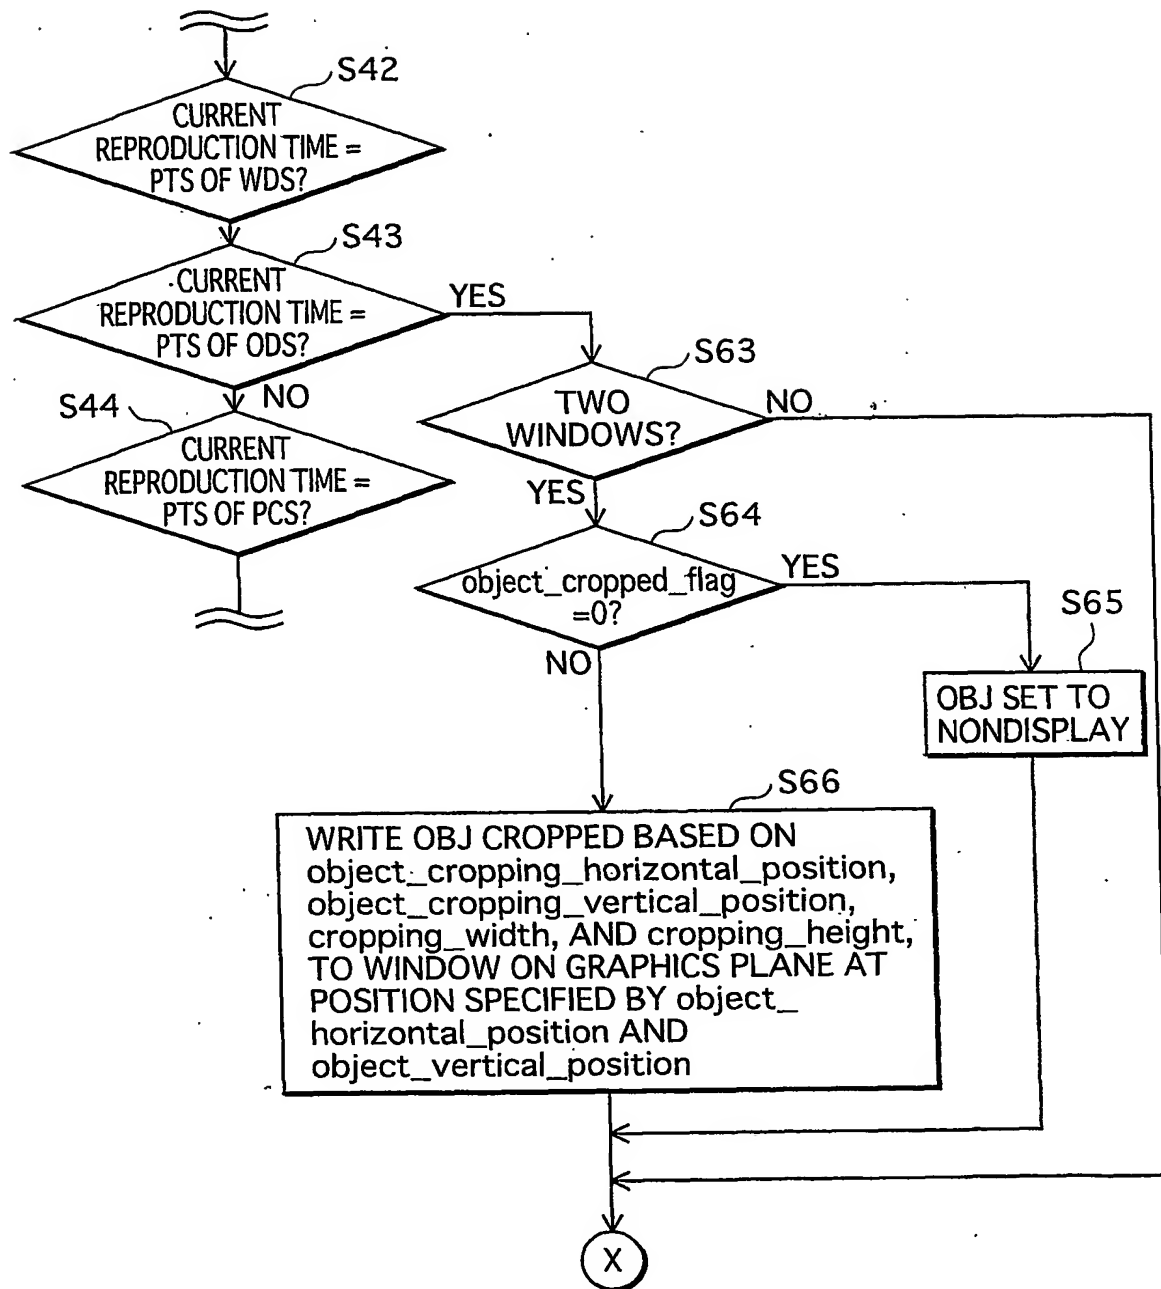 S42
CURRENT
REPRODUCTION TIME =
PTS OF WDS?
S43
CURRENT
REPRODUCTION TIME =
PTS OF ODS?
YES
NO
S44
CURRENT
REPRODUCTION TIME =
PTS OF PCS?
S63
TWO
WINDOWS?
NO
YES
S64
object_cropped_flag
=0?
YES
NO
S65
OBJ SET TO
NONDISPLAY
S66
WRITE OBJ CROPPED BASED ON
object_cropping_horizontal_position,
object_cropping_vertical_position,
cropping_width, AND cropping_height,
TO WINDOW ON GRAPHICS PLANE AT
POSITION SPECIFIED BY object_
horizontal_position AND
object_vertical_position
X